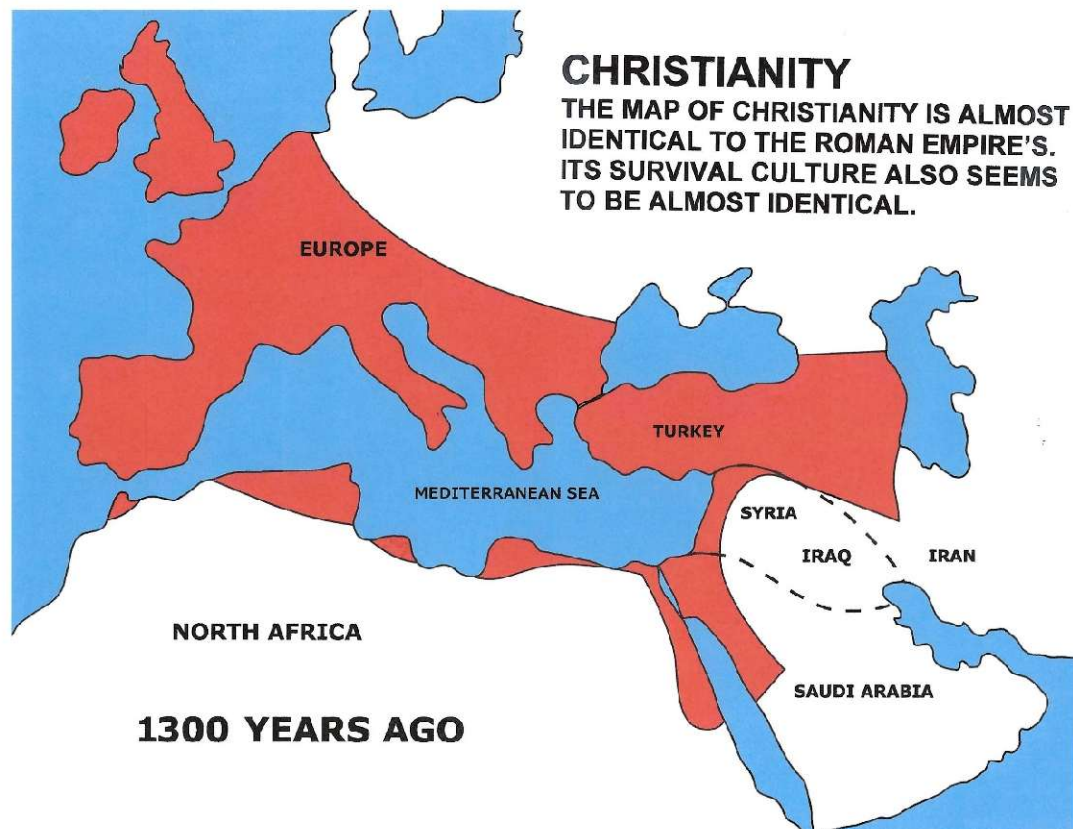 CHRISTIANITY
THE MAP OF CHRISTIANITY IS ALMOST
IDENTICAL TO THE ROMAN EMPIRE'S.
ITS SURVIVAL CULTURE ALSO SEEMS
TO BE ALMOST IDENTICAL.
EUROPE
TURKEY
MEDITERRANEAN SEA
SYRIA
IRAQ
IRAN
NORTH AFRICA
SAUDI ARABIA
1300 YEARS AGO